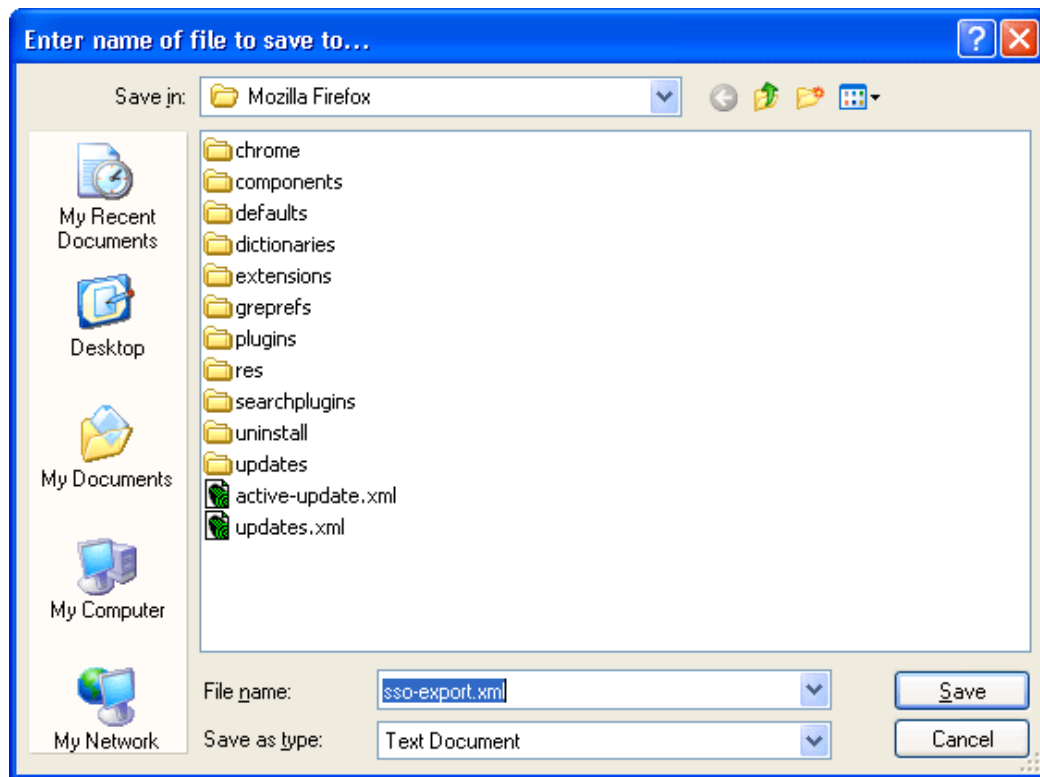 Enter name of file to save to...
Save in: Mozilla Firefox
My Recent
Documents
Desktop
My Documents
My Computer
My Network
chrome
components
defaults
dictionaries
extensions
greprefs
plugins
res
searchplugins
uninstall
updates
active-update.xml
updates.xml
File name: sso-export.xml Save
Save as type: Text Document Cancel